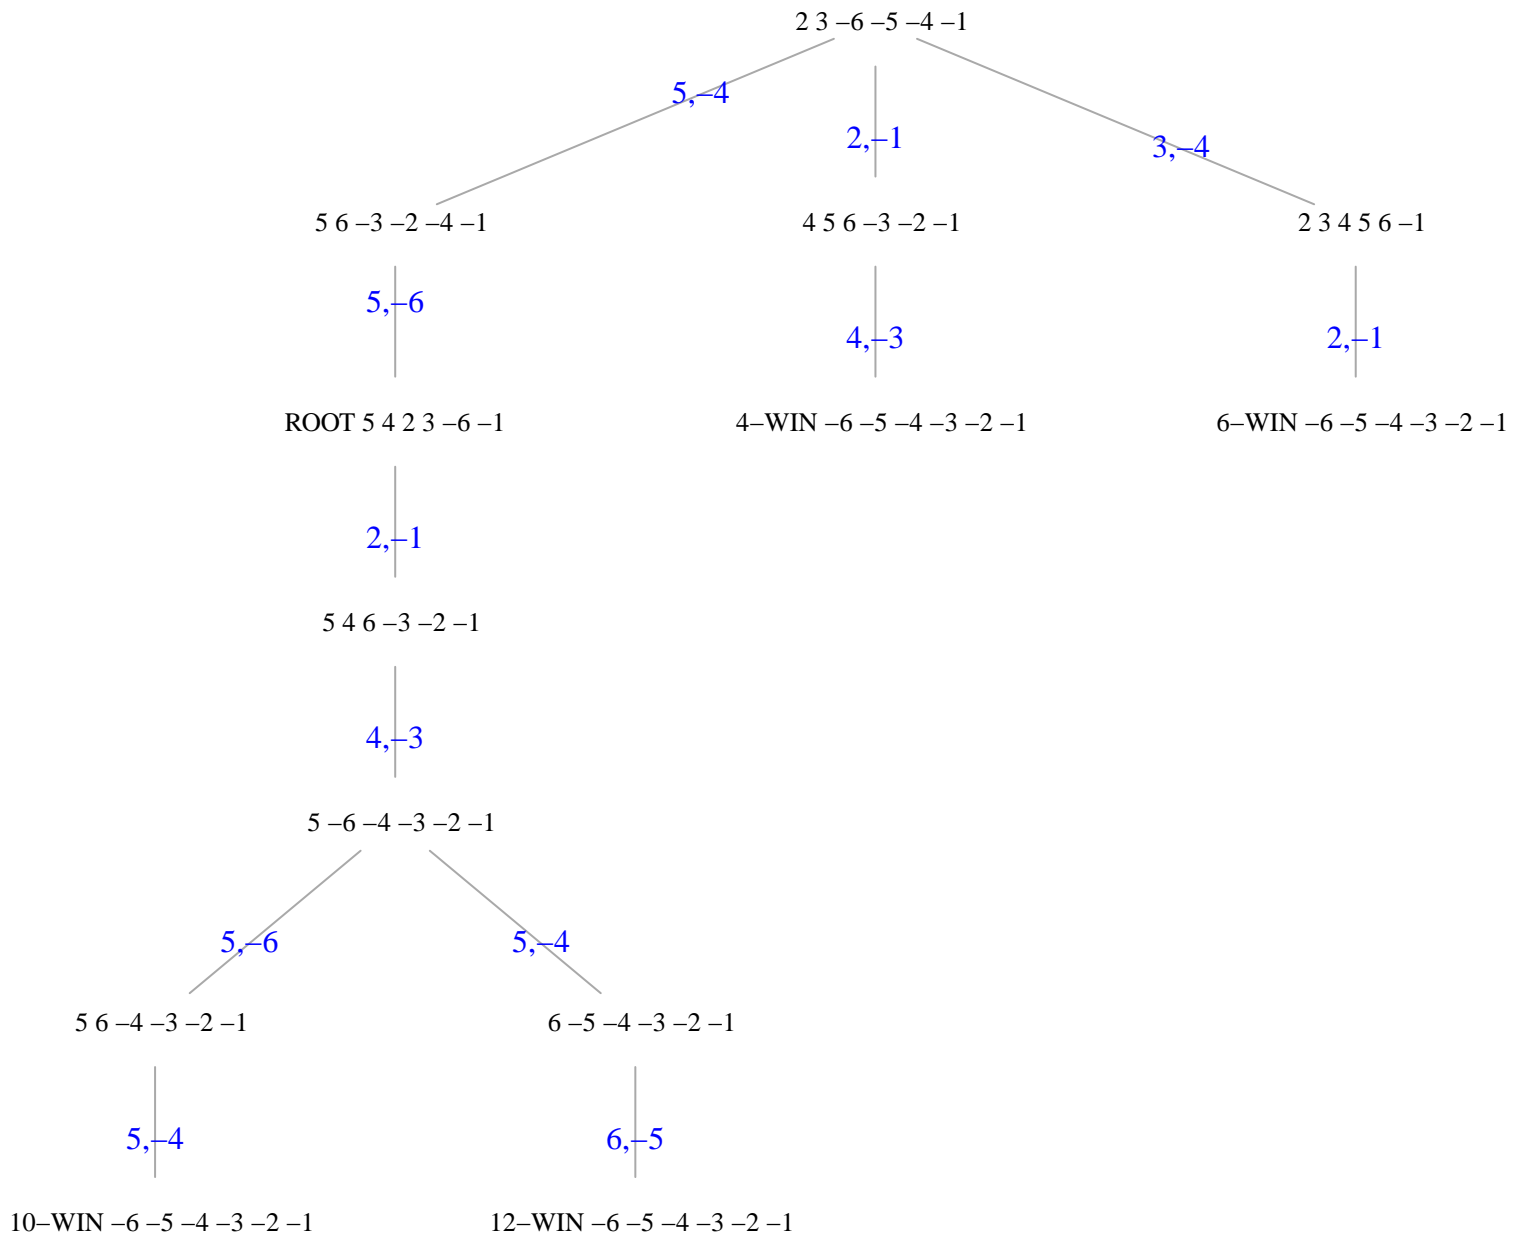 2 3 –6 –5 –4 –1
5,–4
2,–1
3,–4
5 6 –3 –2 –4 –1
4 5 6 –3 –2 –1
2 3 4 5 6 –1
5,–6
4,–3
2,–1
ROOT 5 4 2 3 –6 –1
4–WIN –6 –5 –4 –3 –2 –1
6–WIN –6 –5 –4 –3 –2 –1
2,–1
5 4 6 –3 –2 –1
4,–3
5 –6 –4 –3 –2 –1
5,–6
5,–4
5 6 –4 –3 –2 –1
6 –5 –4 –3 –2 –1
5,–4
6,–5
10–WIN –6 –5 –4 –3 –2 –1
12–WIN –6 –5 –4 –3 –2 –1